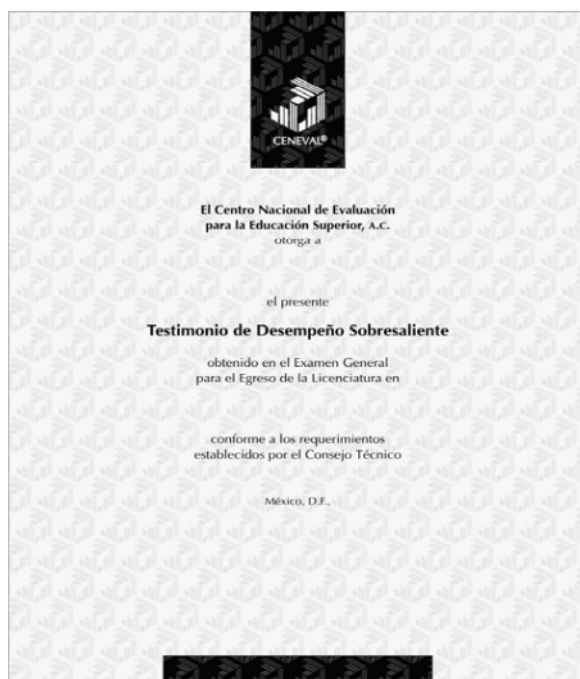 CENEVAL®
El Centro Nacional de Evaluación
para la Educación Superior, A.C.
otorga a
el presente
Testimonio de Desempeño Sobresaliente
obtenido en el Examen General
para el Egreso de la Licenciatura en
conforme a los requerimientos
establecidos por el Consejo Técnico
México, D.F.,